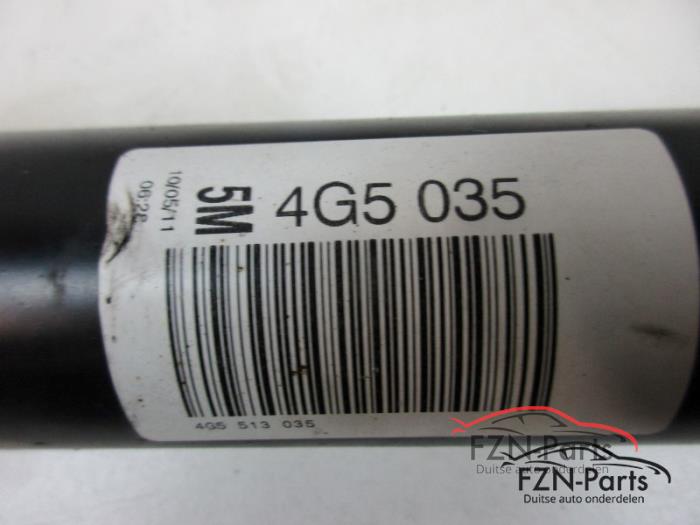 10/05/11
06:26
5M
4G5 035
4G5 513 035
FZN-Parts
Duitse auto onderdelen
FZN-Parts
Duitse auto onderdelen